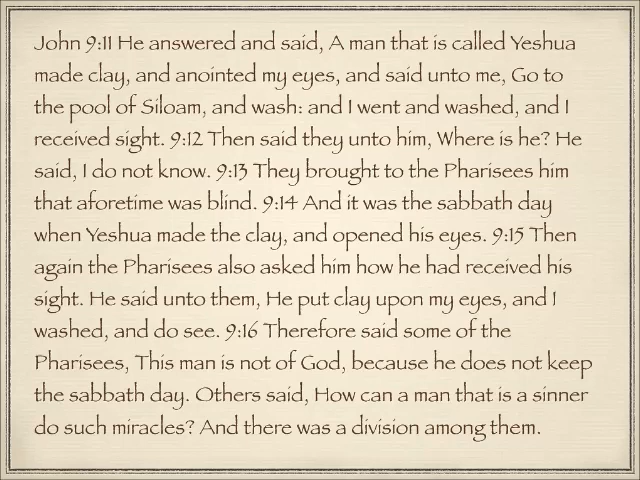 John 9:11 He answered and said, A man that is called Yeshua
made clay, and anointed my eyes, and said unto me, Go to
the pool of Siloam, and wash: and I went and washed, and I
received sight. 9:12 Then said they unto him, Where is he? He
said, I do not know. 9:13 They brought to the Pharisees him
that aforetime was blind. 9:14 And it was the sabbath day
when Yeshua made the clay, and opened his eyes. 9:15 Then
again the Pharisees also asked him how he had received his
sight. He said unto them, He put clay upon my eyes, and I
washed, and do see. 9:16 Therefore said some of the
Pharisees, This man is not of God, because he does not keep
the sabbath day. Others said, How can a man that is a sinner
do such miracles? And there was a division among them.